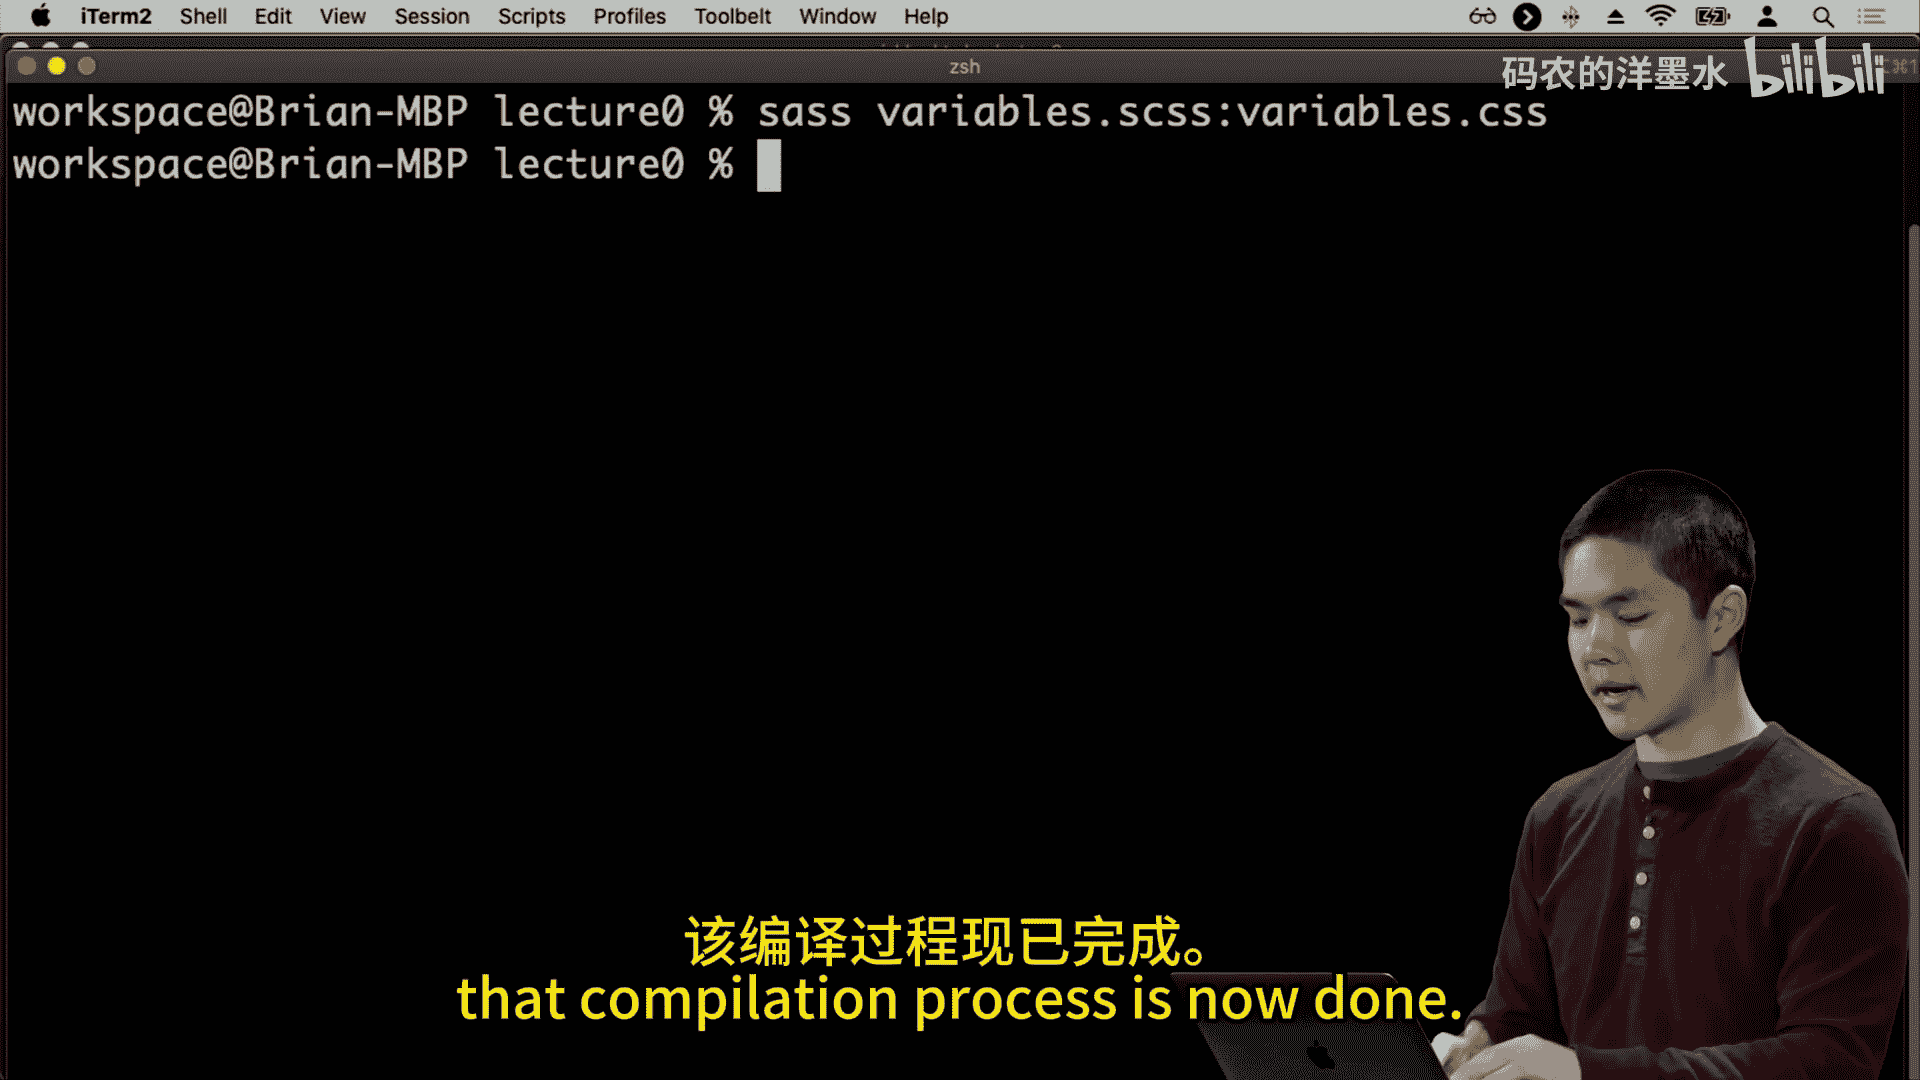 iTerm2 Shell Edit View Session Scripts Profiles Toolbelt Window Help
zsh
码农的洋墨水 bilibili
⌘1
workspace@Brian-MBP lecture0 % sass variables.scss:variables.css
workspace@Brian-MBP lecture0 %
该编译过程现已完成。
that compilation process is now done.